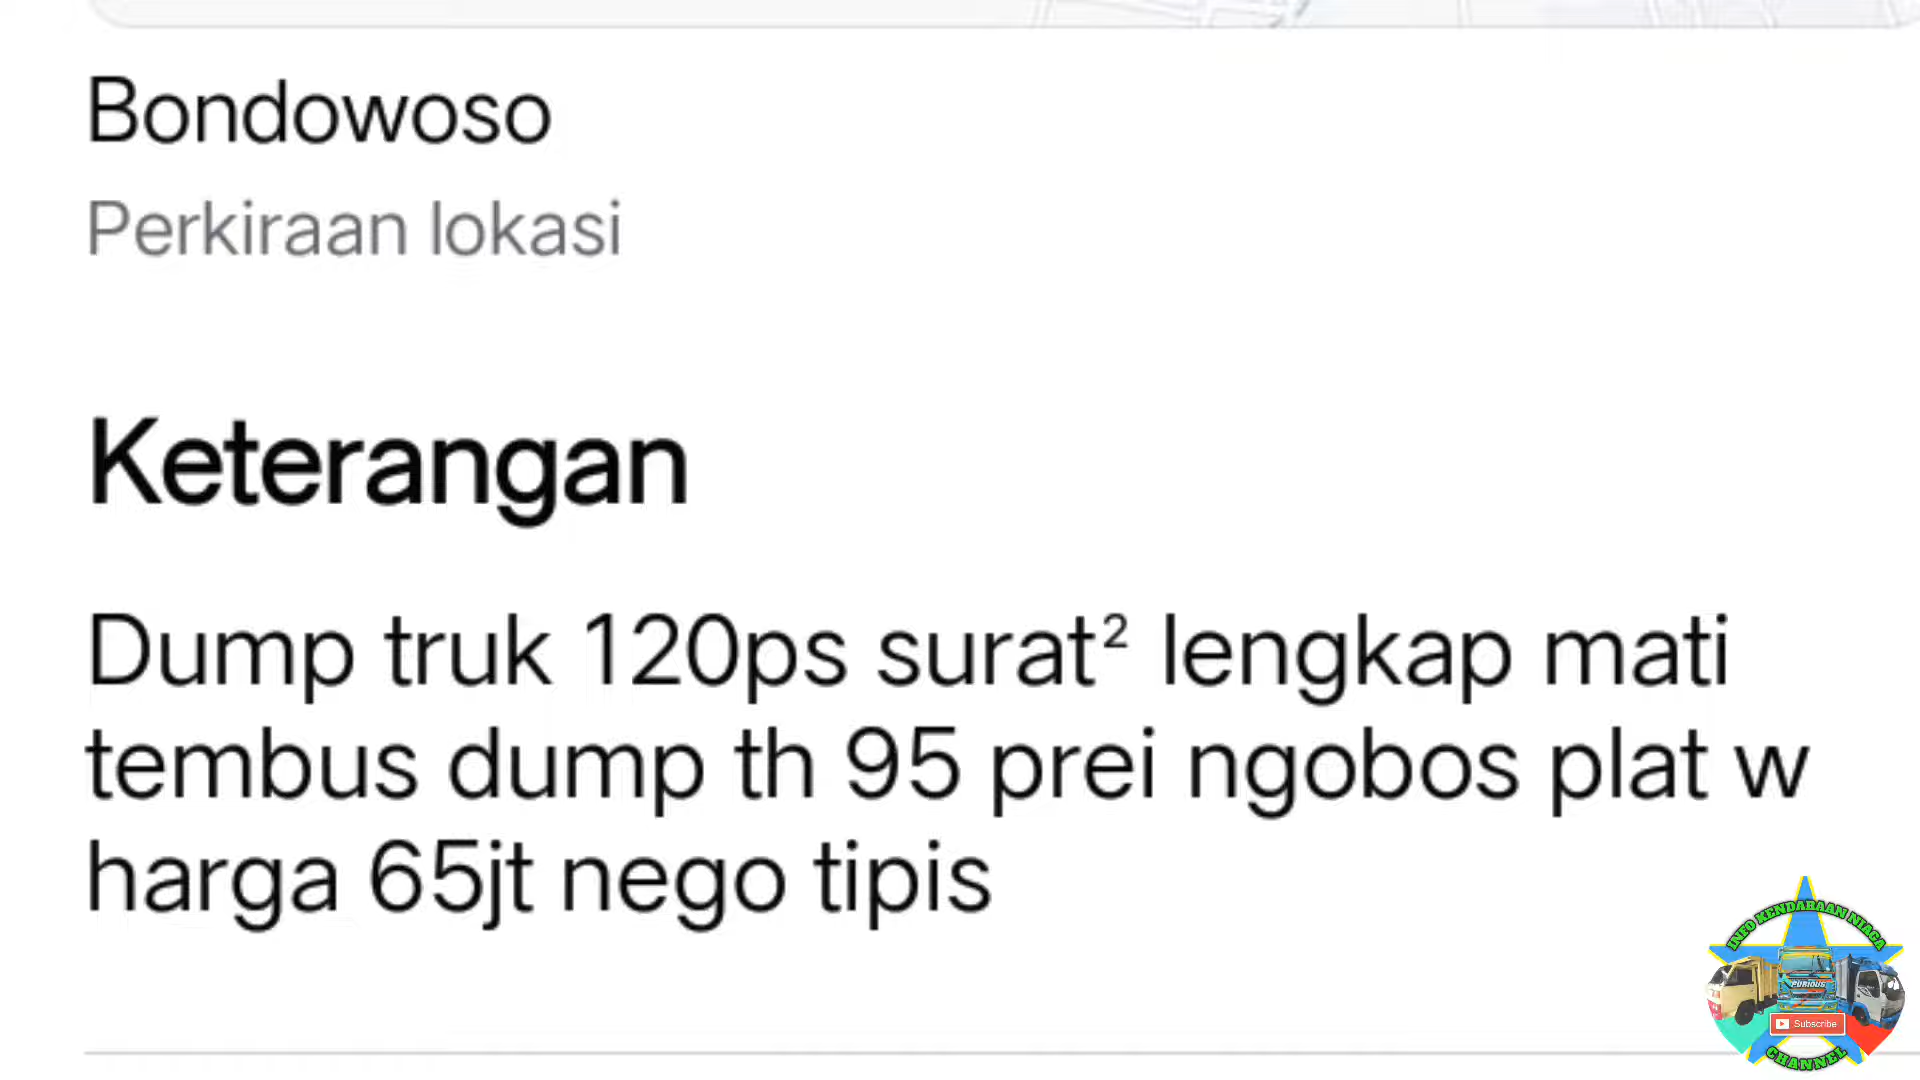 Bondowoso
Perkiraan lokasi
Keterangan
Dump truk 120ps surat² lengkap mati
tembus dump th 95 prei ngobos plat w
harga 65jt nego tipis
INFO KENDARAAN NIAGA
FURIOUS
Subscribe
CHANNEL